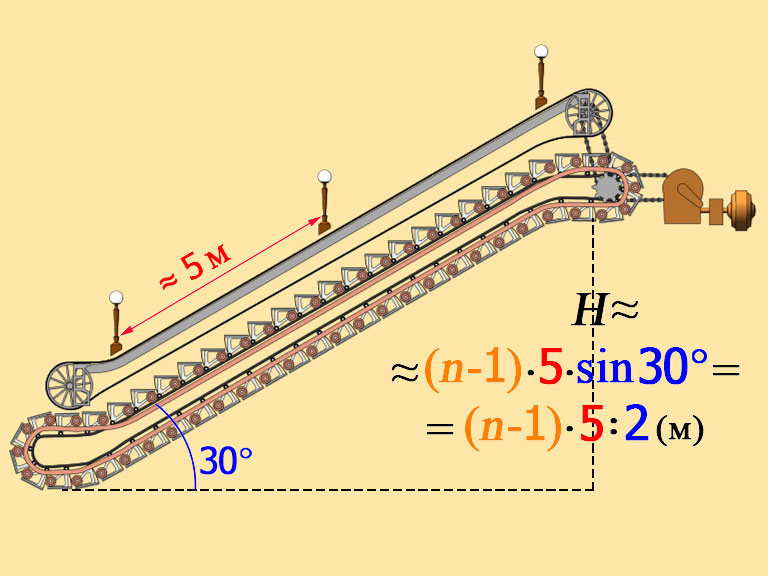 ≈ 5 м
H≈
≈(n-1)·5·sin30°=
=(n-1)·5:2(м)
30°